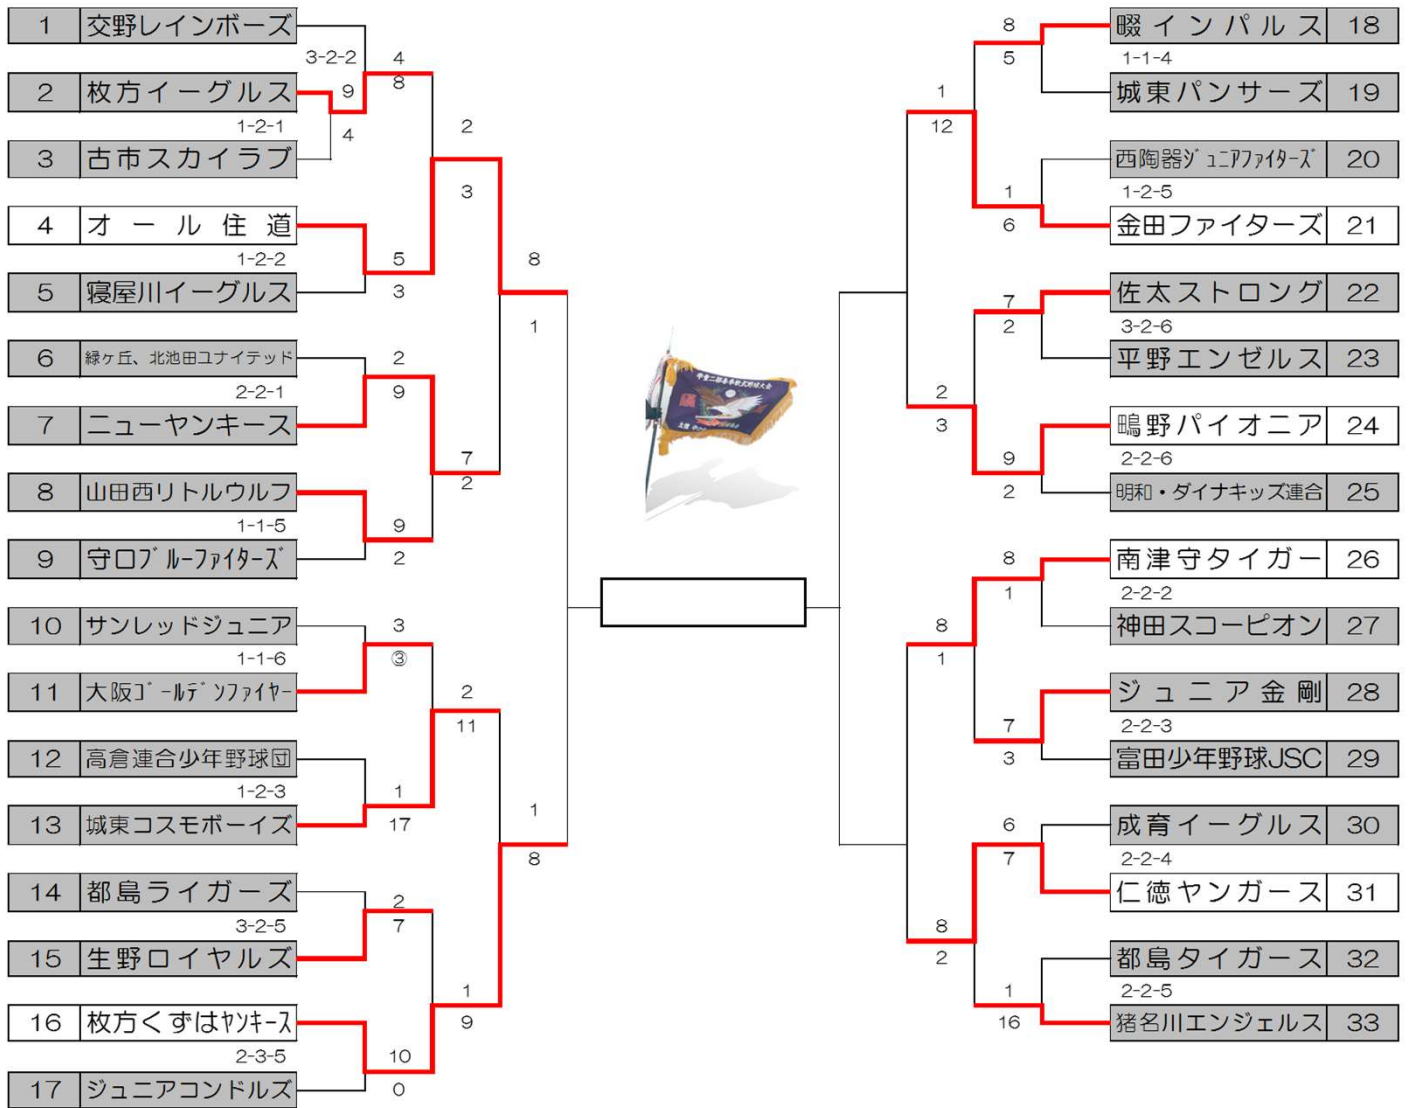 1 交野レインボーズ
3-2-2
4
8
2 枚方イーグルス
9
1-2-1
4
3 古市スカイラブ
2
3
4 オール住道
1-2-2
5
3
5 寝屋川イーグルス
8
1
6 緑ヶ丘、北池田ユナイテッド
2
2-2-1
9
7 ニューヤンキース
7
2
8 山田西リトルウルフ
1-1-5
9
2
9 守口ブルーファイターズ
10 サンレッドジュニア
3
1-1-6
③
11 大阪ゴールデンファイヤー
2
11
12 高倉連合少年野球団
1-2-3
1
17
13 城東コスモボーイズ
1
8
14 都島ライガーズ
2
3-2-5
7
15 生野ロイヤルズ
1
9
16 枚方くずはヤンキース
2-3-5
10
0
17 ジュニアコンドルズ
8
畷インパルス 18
5
1-1-4
城東パンサーズ 19
1
12
西陶器ジュニアファイターズ 20
1
1-2-5
6
金田ファイターズ 21
佐太ストロング 22
7
2
3-2-6
平野エンゼルス 23
2
3
鴫野パイオニア 24
9
2-2-6
2
明和・ダイナキッズ連合 25
8
南津守タイガー 26
1
2-2-2
神田スコーピオン 27
8
1
ジュニア金剛 28
7
2-2-3
3
富田少年野球JSC 29
6
成育イーグルス 30
7
2-2-4
仁徳ヤンガース 31
8
2
都島タイガース 32
1
2-2-5
16
猪名川エンジェルス 33